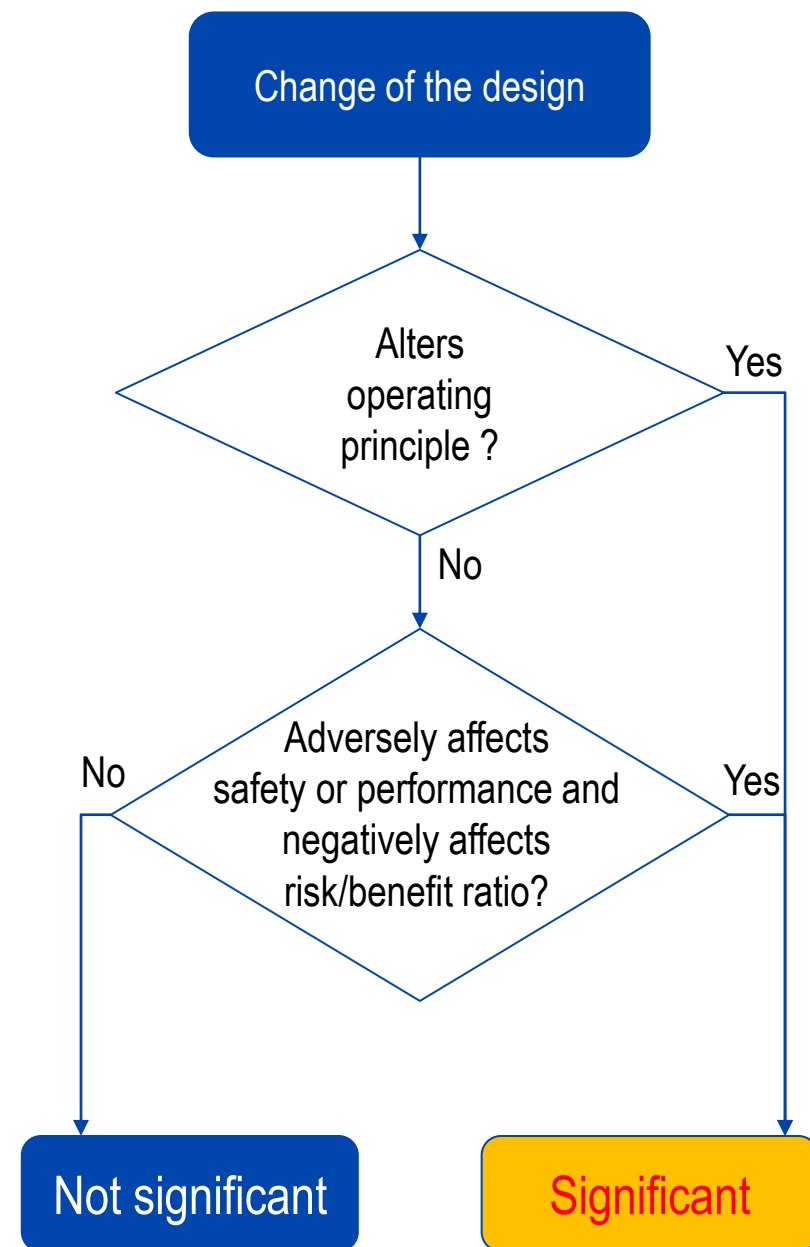 Change of the design
Alters
operating
principle ?
Yes
No
Adversely affects
safety or performance and
negatively affects
risk/benefit ratio?
No
Yes
Not significant
Significant